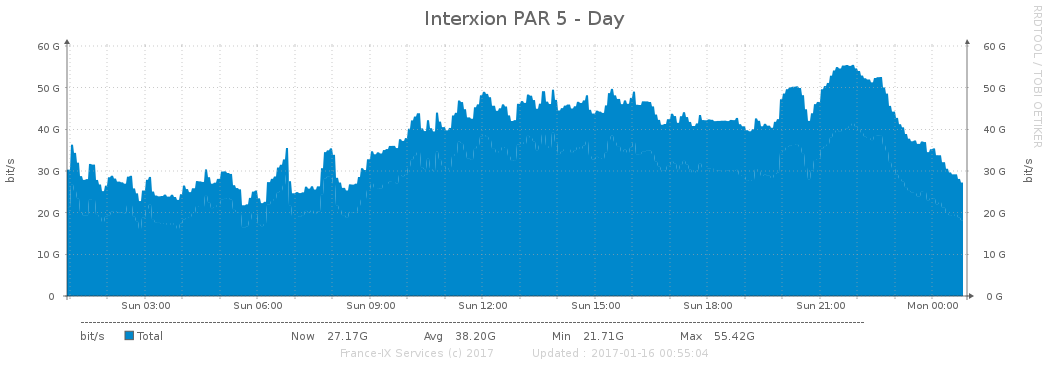 Interxion PAR 5 - Day
RRDTOOL / TOBI OETIKER
60 G 60 G
50 G 50 G
40 G 40 G
30 G 30 G
20 G 20 G
10 G 10 G
0 0 G
bit/s bit/s
Sun 03:00 Sun 06:00 Sun 09:00 Sun 12:00 Sun 15:00 Sun 18:00 Sun 21:00 Mon 00:00
bit/s Total Now 27.17G Avg 38.20G Min 21.71G Max 55.42G
France-IX Services (c) 2017 Updated : 2017-01-16 00:55:04